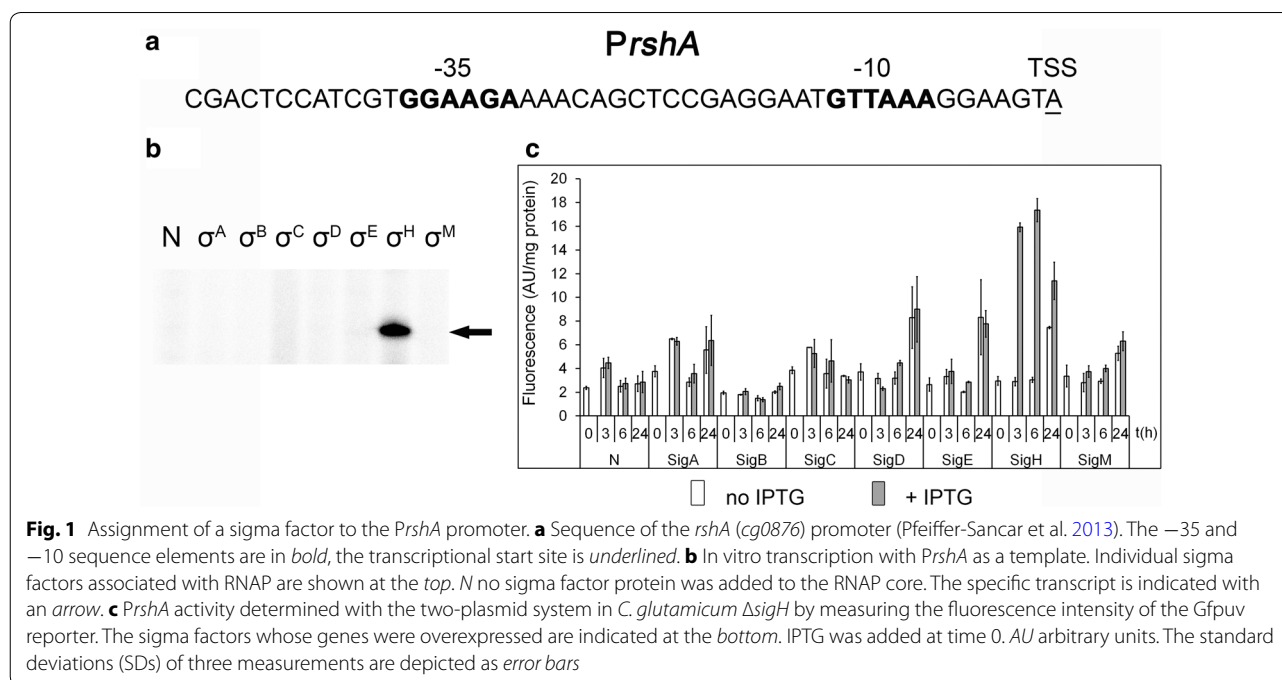 a
PrshA
-35 -10 TSS
CGACTCCATCGTGGAAGAAAACAGCTCCGAGGAATGTTAAAGGAAGTA
b
N σA σB σC σD σE σH σM
c
Fluorescence (AU/mg protein)
20
18
16
14
12
10
8
6
4
2
0
0 3 6 24 0 3 6 24 0 3 6 24 0 3 6 24 0 3 6 24 0 3 6 24 0 3 6 24 0 3 6 24 t(h)
N SigA SigB SigC SigD SigE SigH SigM
no IPTG + IPTG
Fig. 1 Assignment of a sigma factor to the PrshA promoter. a Sequence of the rshA (cg0876) promoter (Pfeiffer-Sancar et al. 2013). The −35 and
−10 sequence elements are in bold, the transcriptional start site is underlined. b In vitro transcription with PrshA as a template. Individual sigma
factors associated with RNAP are shown at the top. N no sigma factor protein was added to the RNAP core. The specific transcript is indicated with
an arrow. c PrshA activity determined with the two-plasmid system in C. glutamicum ΔsigH by measuring the fluorescence intensity of the Gfpuv
reporter. The sigma factors whose genes were overexpressed are indicated at the bottom. IPTG was added at time 0. AU arbitrary units. The standard
deviations (SDs) of three measurements are depicted as error bars